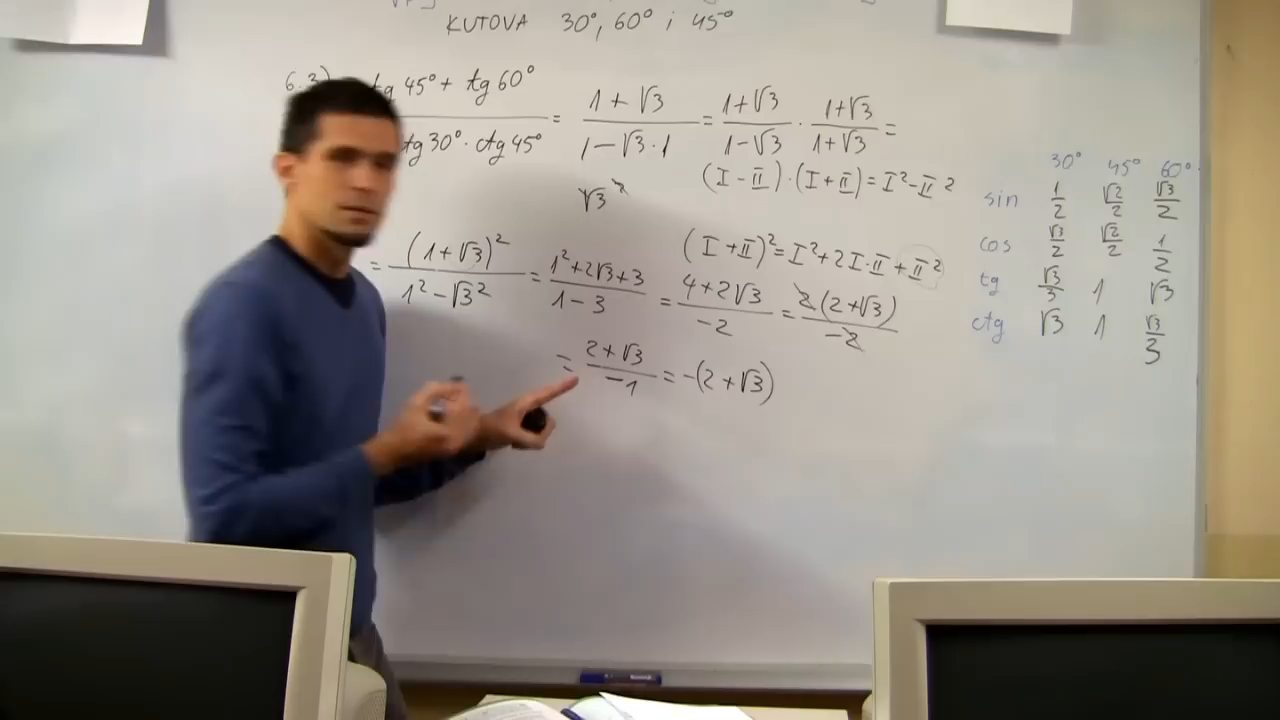 KUTOVA 30°, 60° i 45°
tg 45° + tg 60°
tg 30° · ctg 45° = (1 + √3)/(1 - √3 · 1) = (1+√3)/(1-√3) · (1+√3)/(1+√3) =
(I - II) · (I + II) = I² - II²
√3²
(I + II)² = I² + 2I·II + II²
= (1+√3)²/(1² - √3²) = (1² + 2√3 + 3)/(1 - 3) = (4 + 2√3)/(-2) = 2(2+√3)/(-2)
= (2 + √3)/(-1) = -(2 + √3)
30° 45° 60°
sin 1/2 √2/2 √3/2
cos √3/2 √2/2 1/2
tg √3/3 1 √3
ctg √3 1 √3/3